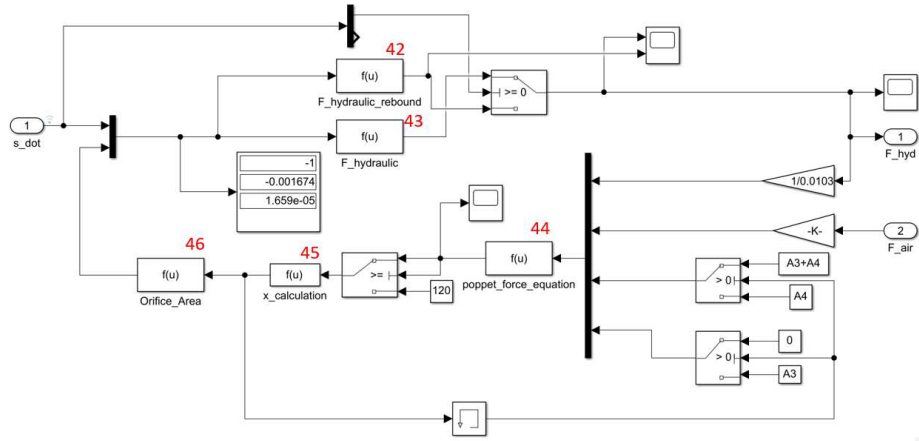 42
f(u)
F_hydraulic_rebound
>= 0
43
f(u)
F_hydraulic
1
s_dot
1
F_hyd
-1
-0.001674
1.659e-05
1/0.0103
-K-
2
F_air
46
f(u)
Orifice_Area
45
f(u)
x_calculation
>=
120
44
f(u)
poppet_force_equation
> 0
A3+A4
A4
> 0
0
A3